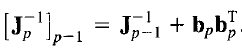 [J_p^{-1}]_{p-1} = J_{p-1}^{-1} + b_p b_p^T.